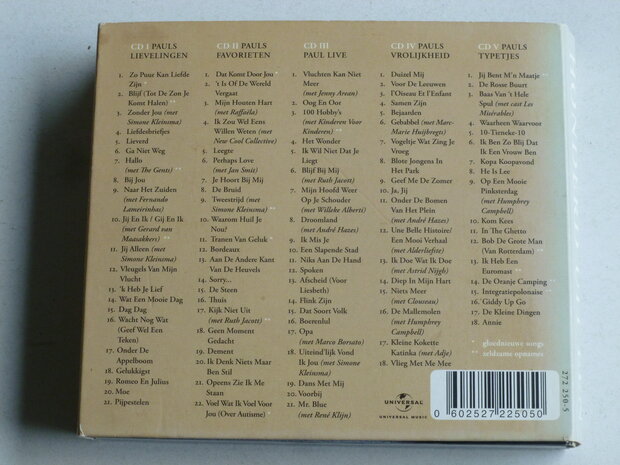 CD I PAULS
LIEVELINGEN
1. Zo Puur Kan Liefde
Zijn **
2. Blijf (Tot De Zon Je
Komt Halen) **
3. Zonder Jou (met
Simone Kleinsma)
4. Liefdesbriefjes
5. Lieverd
6. Ga Niet Weg
7. Hallo
(met The Gents) **
8. Bij Jou
9. Naar Het Zuiden
(met Fernando
Lameirinhas)
10. Jij En Ik / Gij En Ik
(met Gerard van
Maasakkers) **
11. Jij Alleen (met
Simone Kleinsma)
12. Vleugels Van Mijn
Vlucht
13. 'k Heb Je Lief
14. Wat Een Mooie Dag
15. Dag Dag
16. Wacht Nog Wat
(Geef Wel Een
Teken)
17. Onder De
Appelboom
18. Gelukkigst
19. Romeo En Julius
20. Moe
21. Pijpestelen
CD II PAULS
FAVORIETEN
1. Dat Komt Door Jou *
2. 't Is Of De Wereld
Vergaat
3. Mijn Houten Hart
(met Raffaëla)
4. Ik Zou Wel Eens
Willen Weten (met
New Cool Collective)
5. Leegte
6. Perhaps Love
(met Jan Smit)
7. Je Hoort Bij Mij
8. De Bruid
9. Tweestrijd (met
Simone Kleinsma)
10. Waarom Huil Je
Nou?
11. Tranen Van Geluk
12. Bordeaux
13. Aan De Andere Kant
Van De Heuvels
14. Sorry...
15. De Steen
16. Thuis
17. Kijk Niet Uit
(met Ruth Jacott) **
18. Geen Moment
Gedacht
19. Dement
20. Ik Denk Niets Maar
Ben Stil
21. Opeens Zie Ik Me
Staan
22. Voel Wat Ik Voel Voor
Jou (Over Autisme) *
CD III
PAUL LIVE
1. Vluchten Kan Niet
Meer
(met Jenny Arean)
2. Oog En Oor
3. 100 Hobby's
(met Kinderen Voor
Kinderen) **
4. Het Wonder
5. Ik Wil Niet Dat Je
Liegt
6. Blijf Bij Mij
(met Ruth Jacott)
7. Mijn Hoofd Weer
Op Je Schouder
(met Willeke Alberti)
8. Droomland
(met André Hazes)
9. Ik Mis Je
10. Een Slapende Stad
11. Niks Aan De Hand
12. Spoken
13. Afscheid (Voor
Liesbeth)
14. Flink Zijn
15. Dat Soort Volk
16. Boerenlul
17. Opa
(met Marco Borsato)
18. Uiteind'lijk Vond
Ik Jou (met Simone
Kleinsma)
19. Dans Met Mij
20. Voorbij
21. Mr. Blue
(met René Klijn)
CD IV PAULS
VROLIJKHEID
1. Duizel Mij
2. Voor De Leeuwen
3. l'Oiseau Et l'Enfant
4. Samen Zijn
5. Bejaarden
6. Gebabbel (met Marc-
Marie Huijbregts)
7. Vogeltje Wat Zing Je
Vroeg
8. Blote Jongens In
Het Park
9. Geef Me De Zomer
10. Ja, Jij
11. Onder De Bomen
Van Het Plein
(met André Hazes)
12. Une Belle Histoire/
Een Mooi Verhaal
(met Alderliefste)
13. Ik Doe Wat Ik Doe
(met Astrid Nijgh)
14. Diep In Mijn Hart
15. Niets Meer
(met Clouseau)
16. De Mallemolen
(met Humphrey
Campbell)
17. Kleine Kokette
Katinka (met Adje)
18. Vlieg Met Me Mee
CD V PAULS
TYPETJES
1. Jij Bent M'n Maatje **
2. De Rosse Buurt
3. Baas Van 't Hele
Spul (met cast Les
Misérables)
4. Waarheen Waarvoor
5. 10-Tieneke-10
6. Ik Ben Zo Blij Dat
Ik Een Vrouw Ben
7. Kopa Koopavond
8. He Is Lee
9. Op Een Mooie
Pinksterdag
(met Humphrey
Campbell)
10. Kom Kees
11. In The Ghetto
12. Bob De Grote Man
(Van Rotterdam)
13. Ik Heb Een
Euromast
14. De Oranje Camping
15. Integratiepolonaise
16. Giddy Up Go
17. De Kleine Dingen
18. Annie
* gloednieuwe songs
** zeldzame opnames
UNIVERSAL
UNIVERSAL MUSIC
0 602527 225050
272 250-5